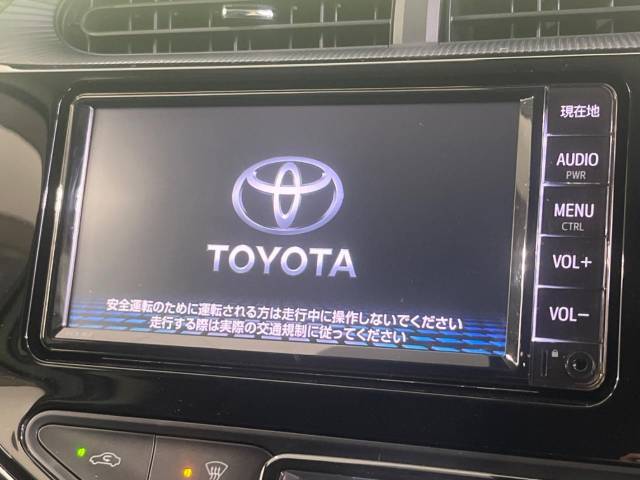 現在地
AUDIO
PWR
MENU
CTRL
VOL+
VOL−
TOYOTA
安全運転のために運転される方は走行中に操作しないでください
走行する際は実際の交通規制に従ってください